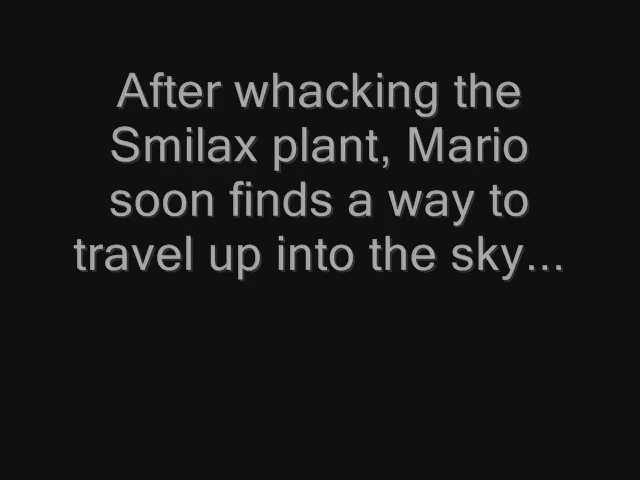 After whacking the
Smilax plant, Mario
soon finds a way to
travel up into the sky...